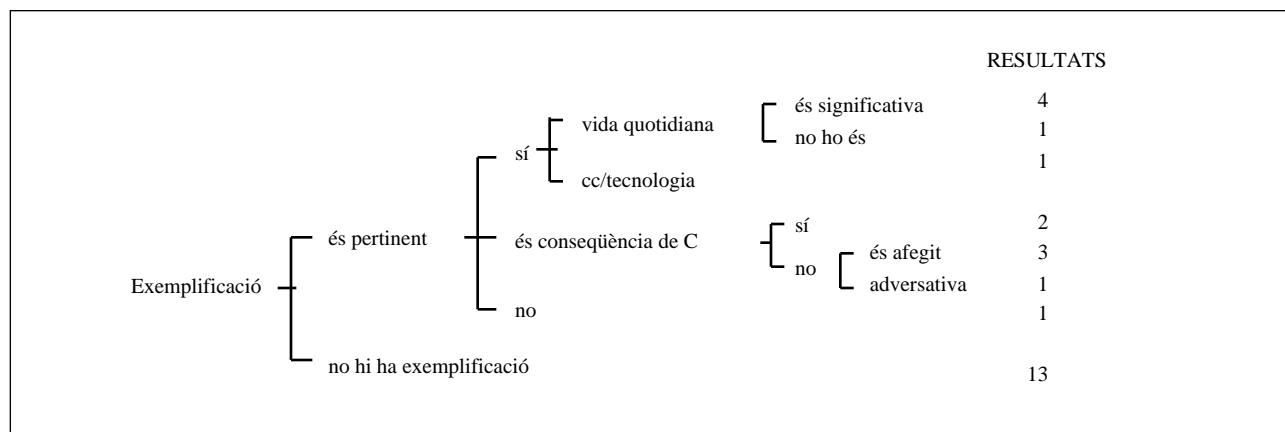 RESULTATS
és significativa 4
vida quotidiana
no ho és 1
sí 1
cc/tecnologia
sí 2
és pertinent és conseqüència de C
és afegit 3
no
Exemplificació adversativa 1
no 1
no hi ha exemplificació
13